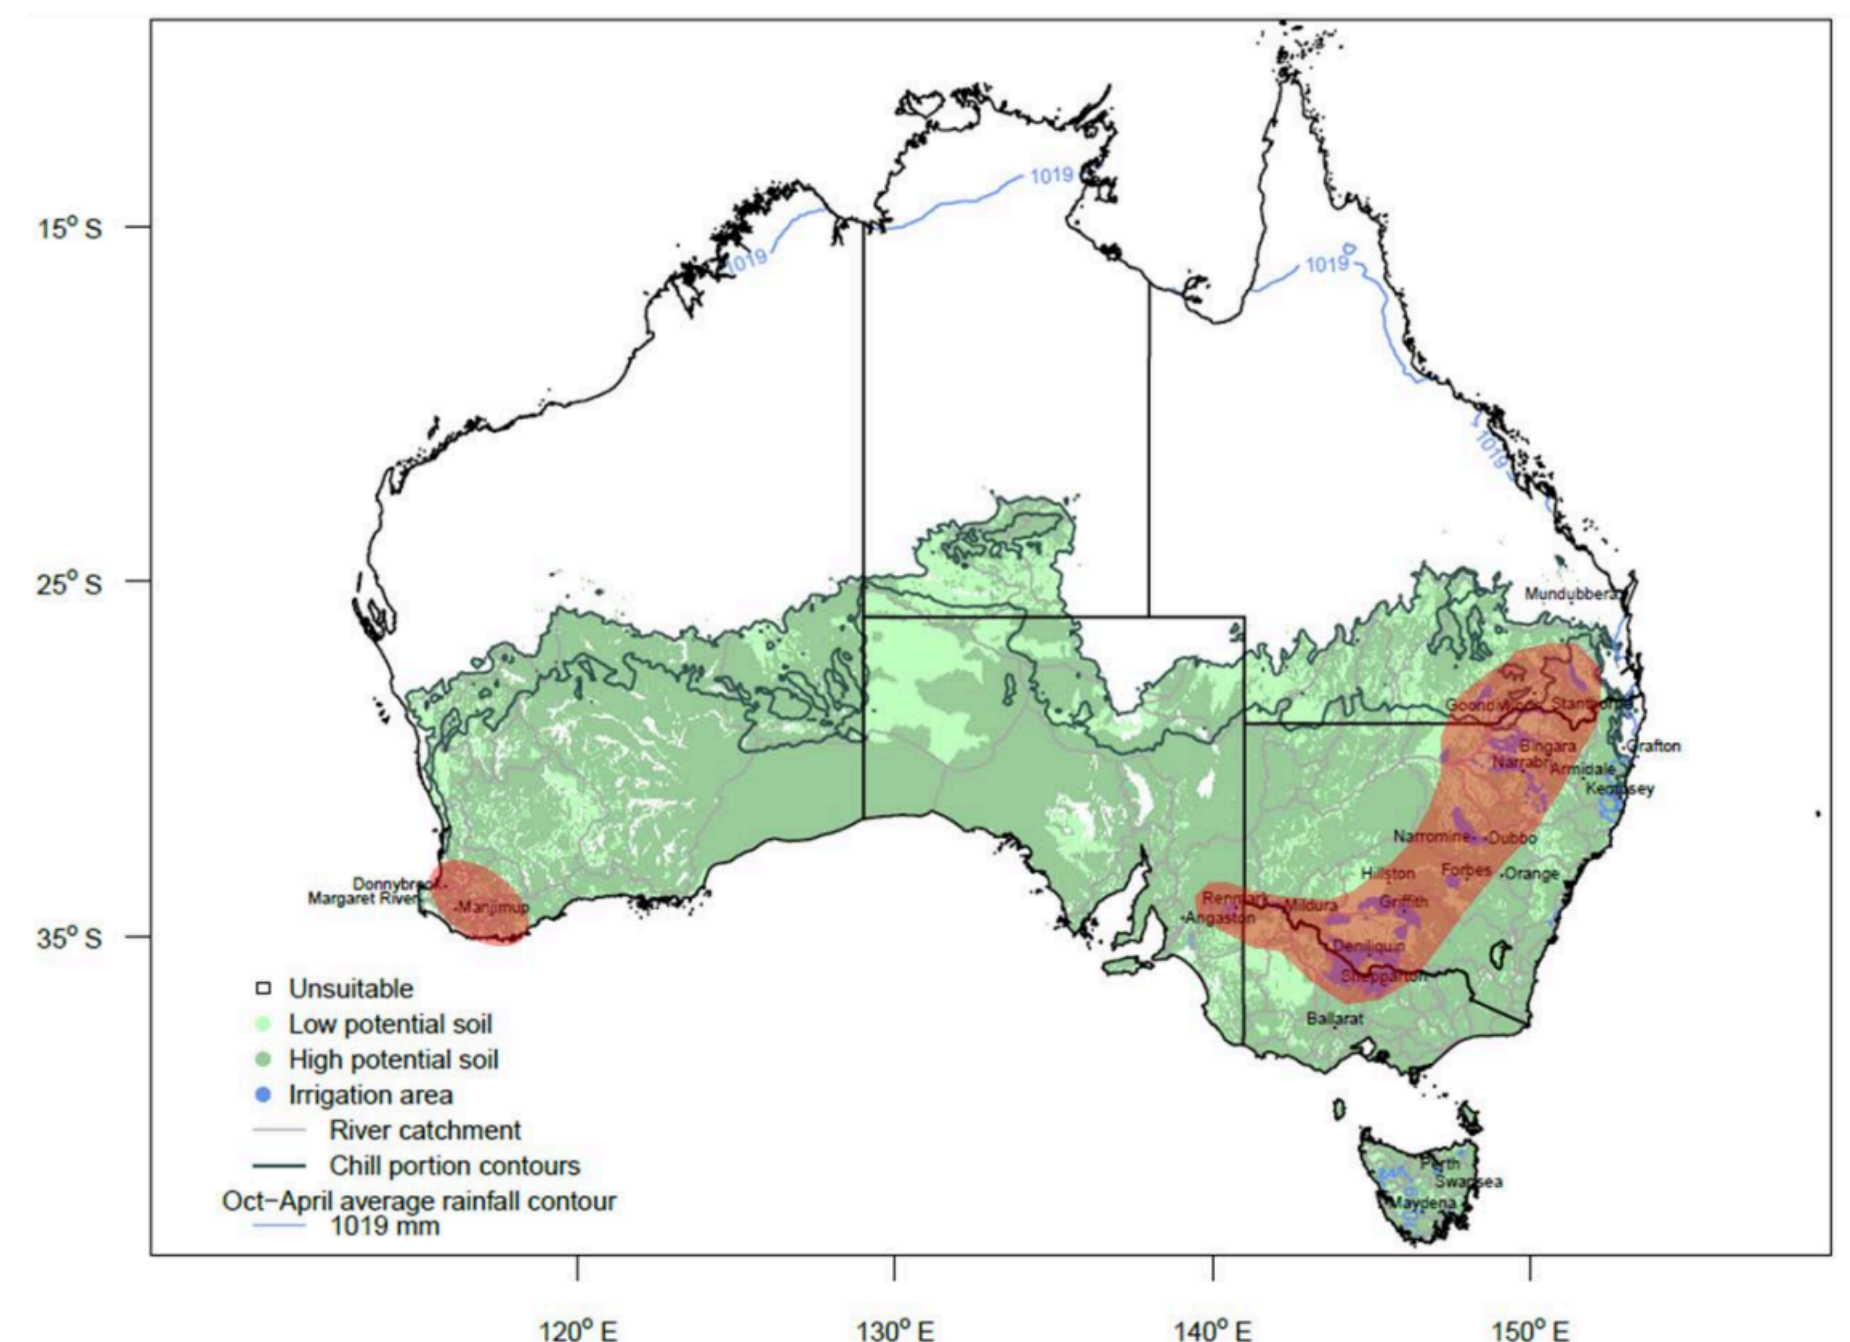 1019
1019
1019
1019
15° S
25° S
35° S
Mundubbera
Goondiwindi
Stanthorpe
Bingara
Grafton
Narrabri
Armidale
Kempsey
Narromine
Dubbo
Hillston
Forbes
Orange
Donnybrook
Margaret River
Manjimup
Renmark
Mildura
Griffith
Angaston
Deniliquin
Shepparton
Ballarat
Perth
Swansea
Maydena
Unsuitable
Low potential soil
High potential soil
Irrigation area
River catchment
Chill portion contours
Oct-April average rainfall contour
1019 mm
120° E
130° E
140° E
150° E